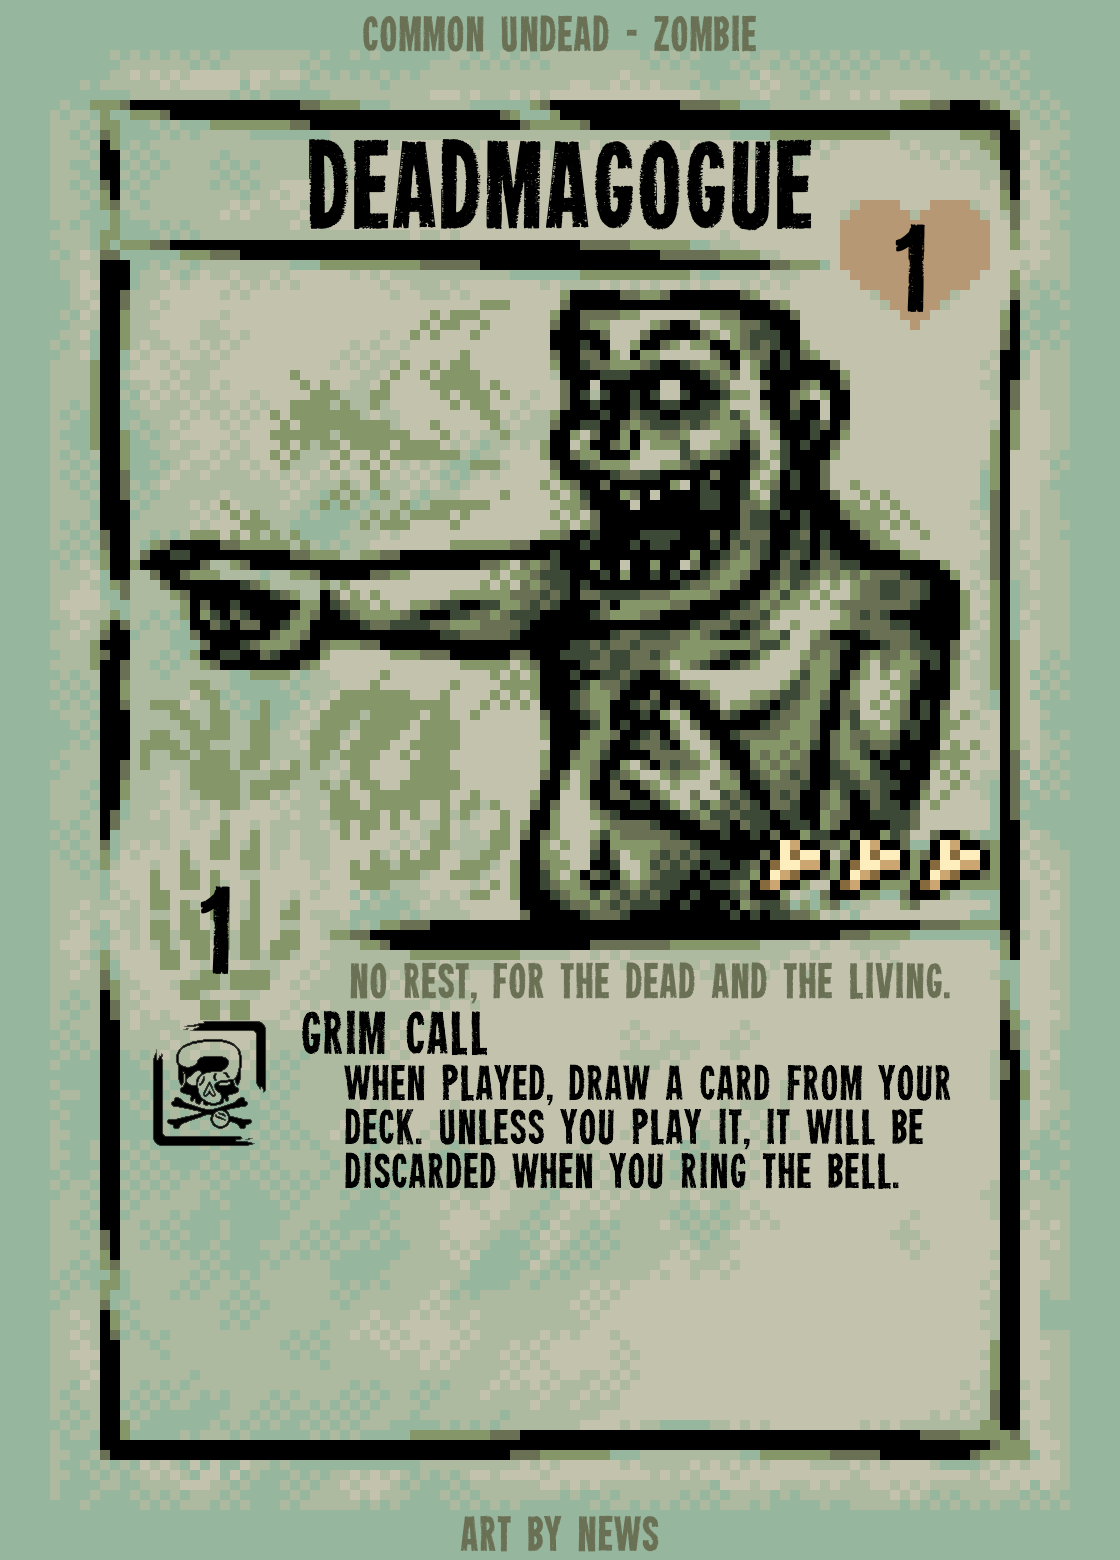 COMMON UNDEAD - ZOMBIE
DEADMAGOGUE
1
1
NO REST, FOR THE DEAD AND THE LIVING.
GRIM CALL
WHEN PLAYED, DRAW A CARD FROM YOUR
DECK. UNLESS YOU PLAY IT, IT WILL BE
DISCARDED WHEN YOU RING THE BELL.
ART BY NEWS